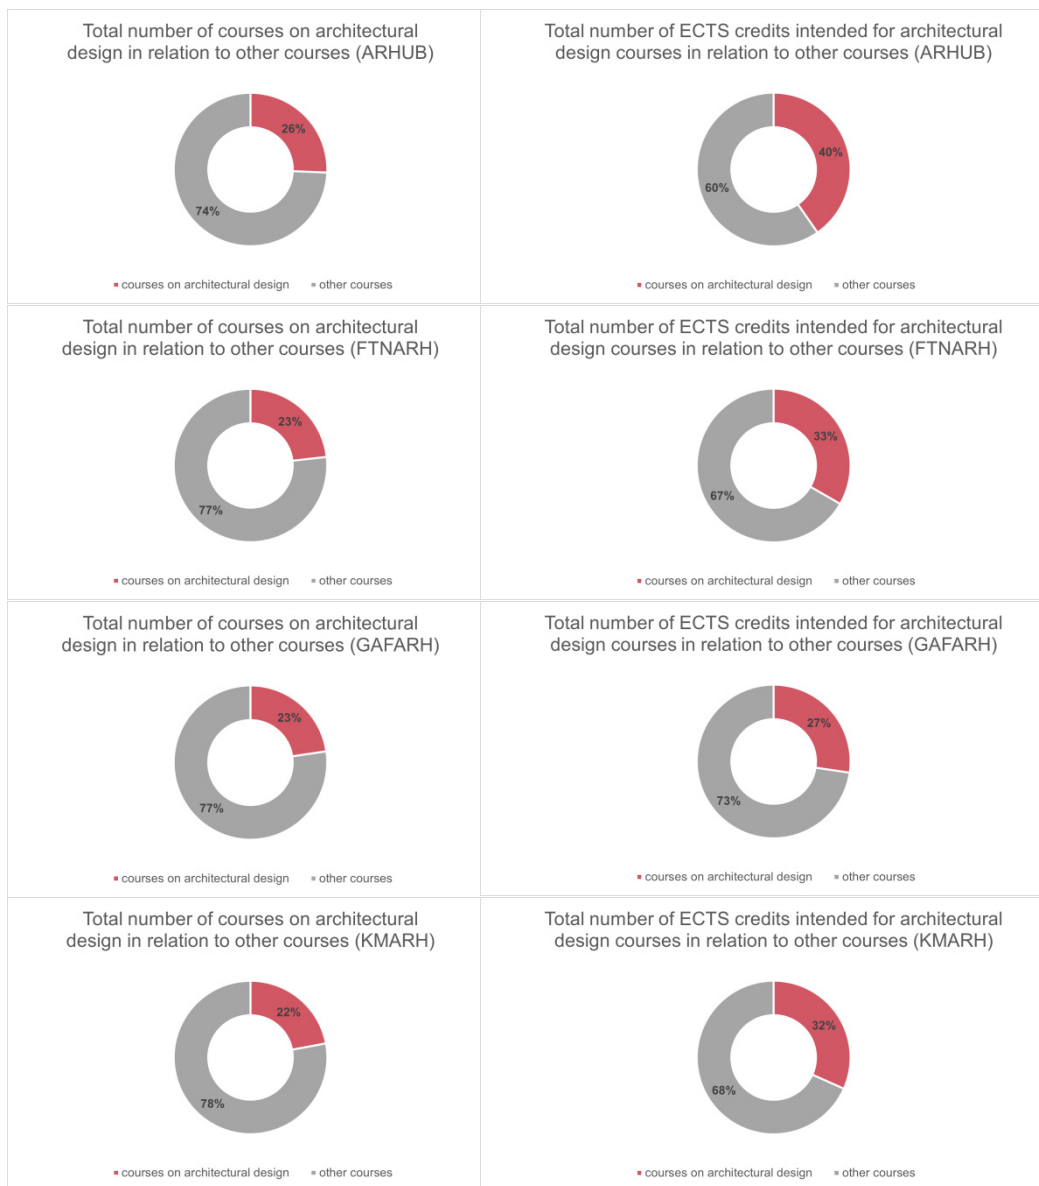 Total number of courses on architectural
design in relation to other courses (ARHUB)
26%
74%
courses on architectural design other courses
Total number of ECTS credits intended for architectural
design courses in relation to other courses (ARHUB)
40%
60%
courses on architectural design other courses
Total number of courses on architectural
design in relation to other courses (FTNARH)
23%
77%
courses on architectural design other courses
Total number of ECTS credits intended for architectural
design courses in relation to other courses (FTNARH)
33%
67%
courses on architectural design other courses
Total number of courses on architectural
design in relation to other courses (GAFARH)
23%
77%
courses on architectural design other courses
Total number of ECTS credits intended for architectural
design courses in relation to other courses (GAFARH)
27%
73%
courses on architectural design other courses
Total number of courses on architectural
design in relation to other courses (KMARH)
22%
78%
courses on architectural design other courses
Total number of ECTS credits intended for architectural
design courses in relation to other courses (KMARH)
32%
68%
courses on architectural design other courses